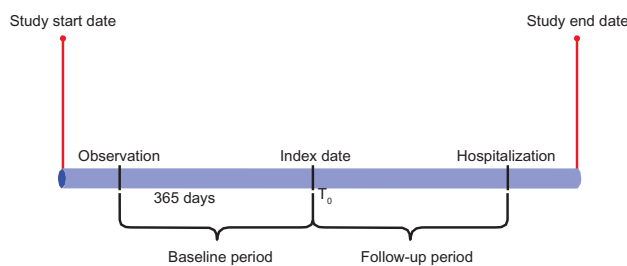 Study start date
Study end date
Observation
Index date
Hospitalization
365 days
T0
Baseline period
Follow-up period